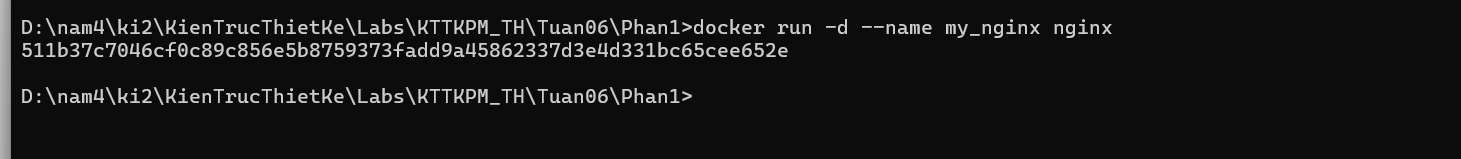 D:\nam4\ki2\KienTrucThietKe\Labs\KTTKPM_TH\Tuan06\Phan1>docker run -d --name my_nginx nginx
511b37c7046cf0c89c856e5b8759373fadd9a45862337d3e4d331bc65cee652e
D:\nam4\ki2\KienTrucThietKe\Labs\KTTKPM_TH\Tuan06\Phan1>